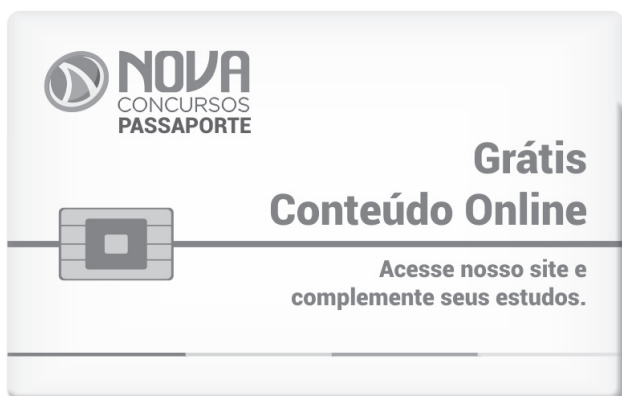 NOVA
CONCURSOS
PASSAPORTE
Grátis
Conteúdo Online
Acesse nosso site e
complemente seus estudos.